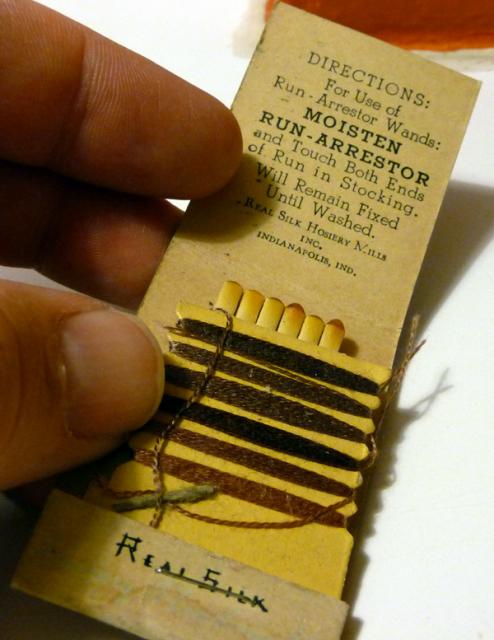 DIRECTIONS:
For Use of
Run-Arrestor Wands:
MOISTEN
RUN-ARRESTOR
and Touch Both Ends
of Run in Stocking.
Will Remain Fixed
Until Washed.
REAL SILK HOSIERY MILLS
INC.
INDIANAPOLIS, IND.
REAL SILK